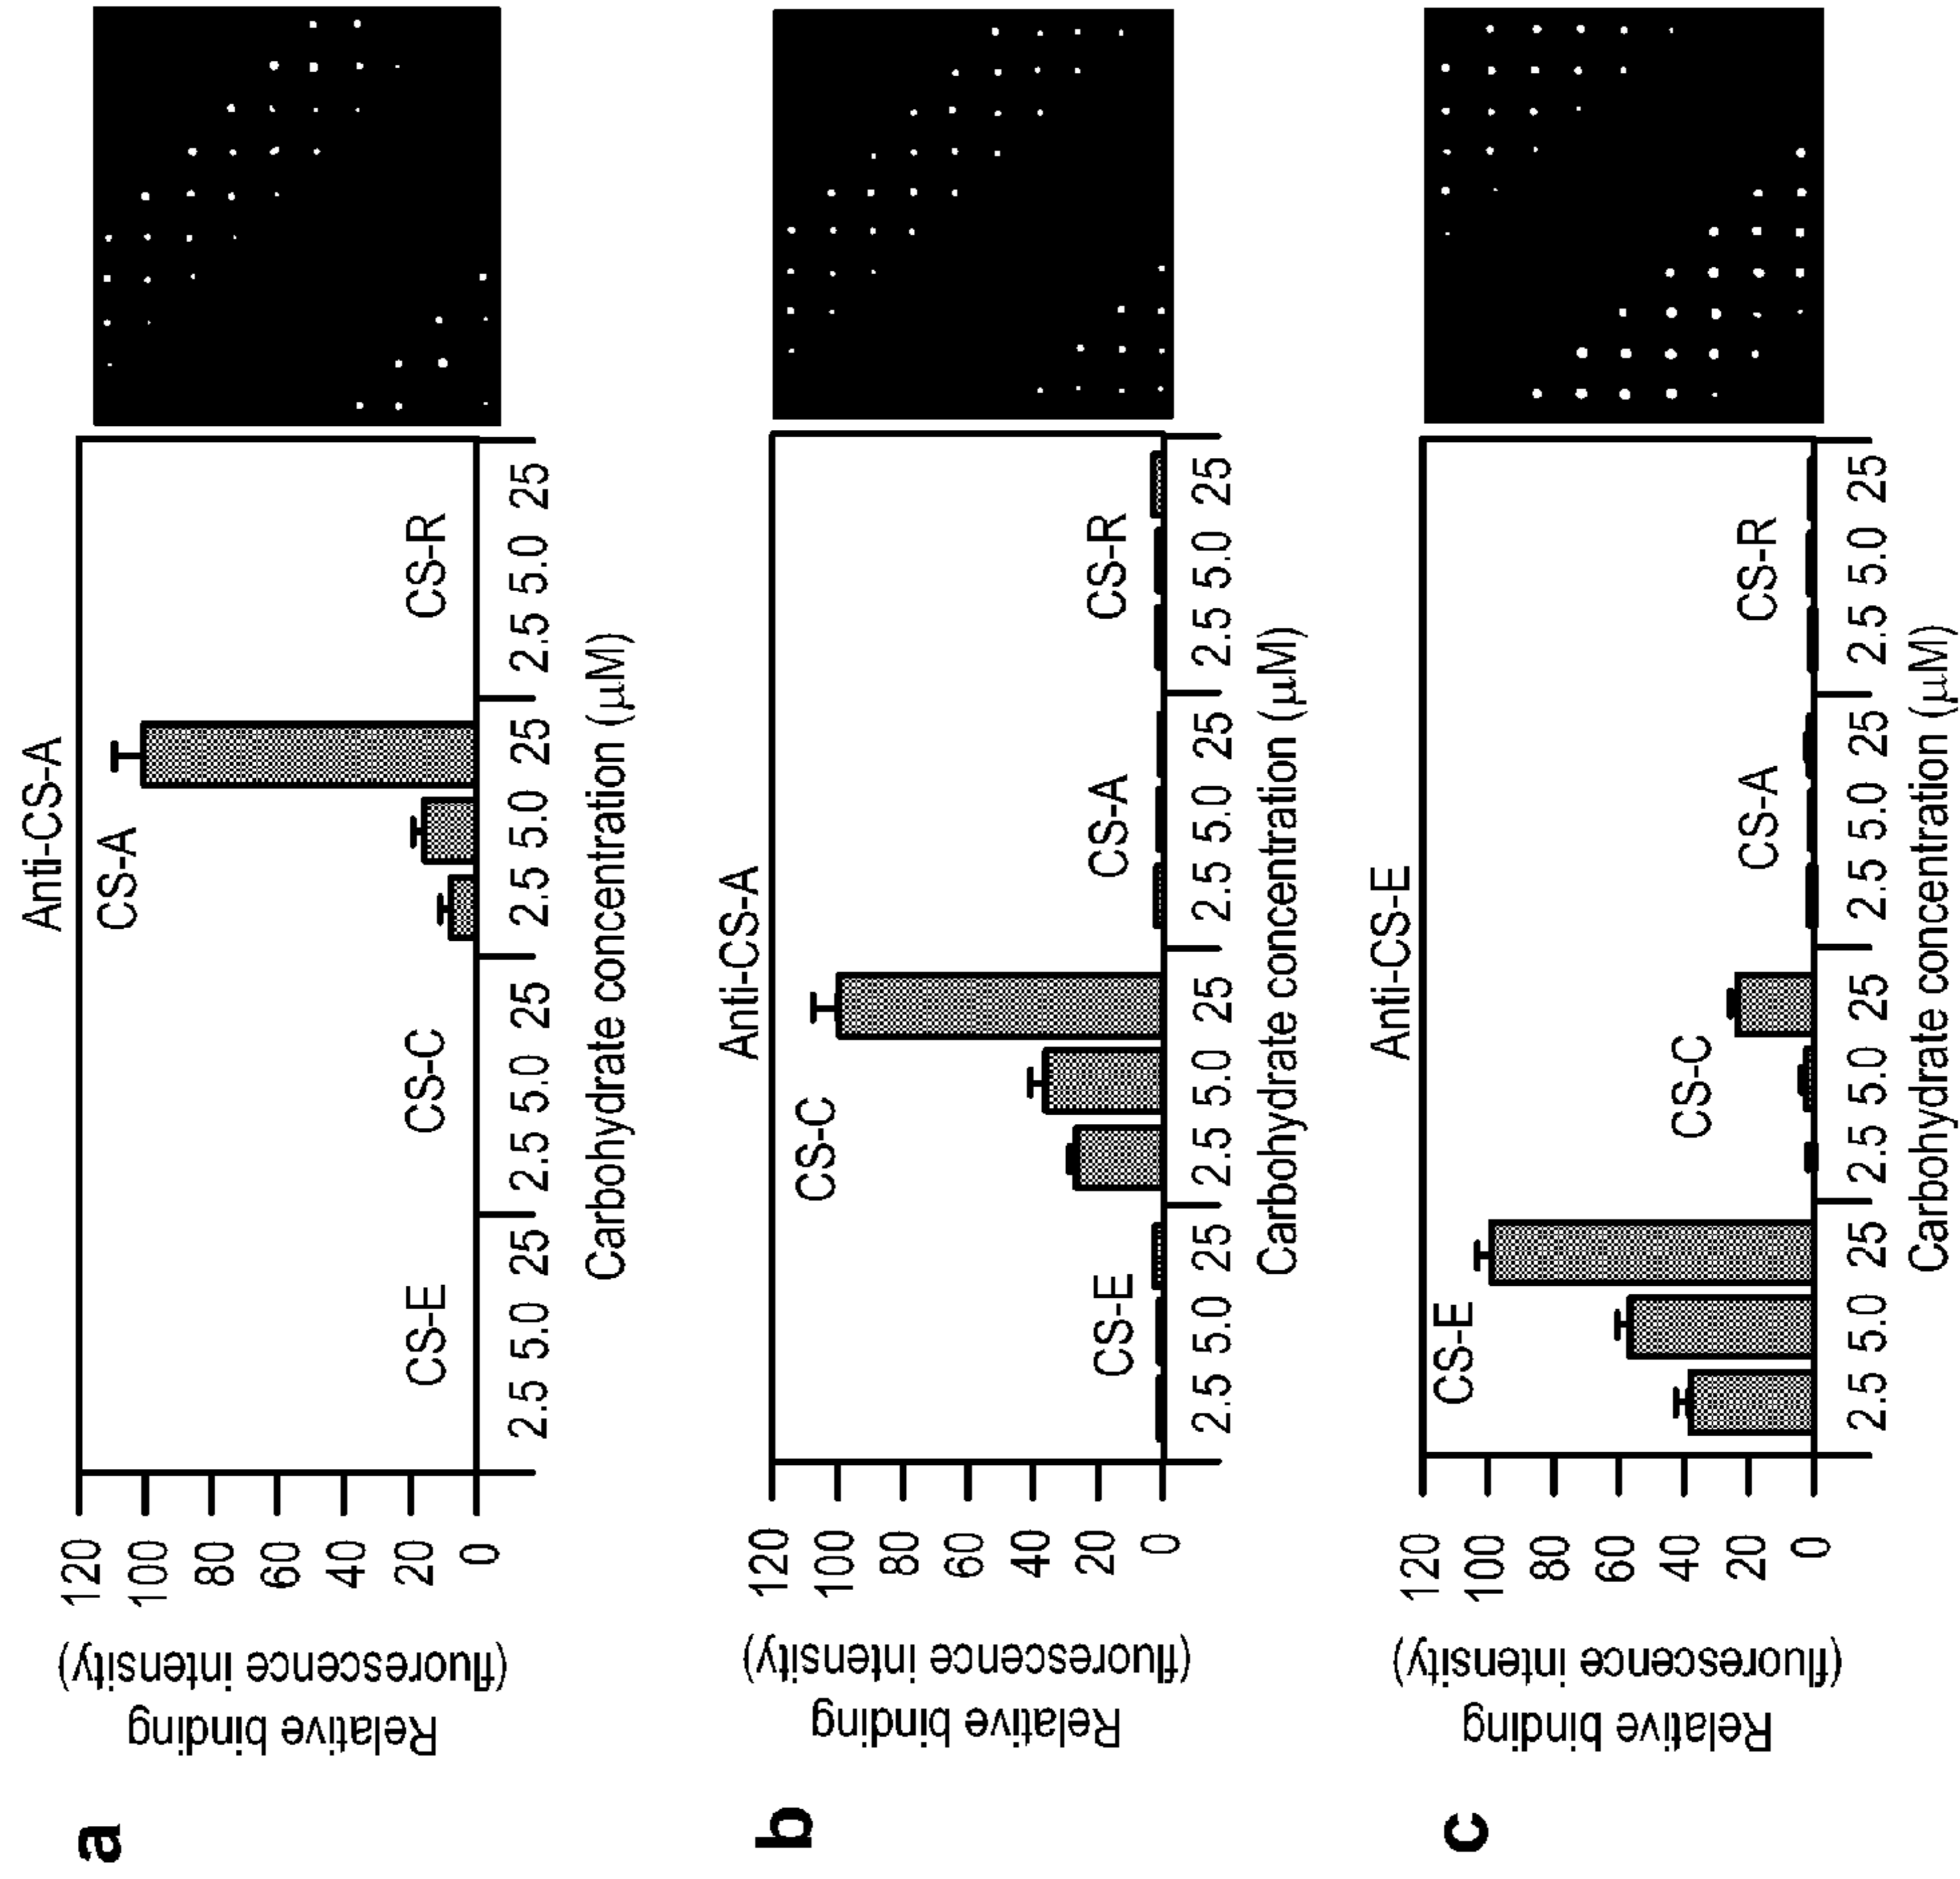 a
Anti-CS-A
Relative binding
(fluorescence intensity)
120
100
80
60
40
20
0
CS-E
CS-C
CS-A
CS-R
2.5 5.0 25 2.5 5.0 25 2.5 5.0 25 2.5 5.0 25
Carbohydrate concentration (μM)
b
Anti-CS-A
Relative binding
(fluorescence intensity)
120
100
80
60
40
20
0
CS-E
CS-C
CS-A
CS-R
2.5 5.0 25 2.5 5.0 25 2.5 5.0 25 2.5 5.0 25
Carbohydrate concentration (μM)
c
Anti-CS-E
Relative binding
(fluorescence intensity)
120
100
80
60
40
20
0
CS-E
CS-C
CS-A
CS-R
2.5 5.0 25 2.5 5.0 25 2.5 5.0 25 2.5 5.0 25
Carbohydrate concentration (μM)